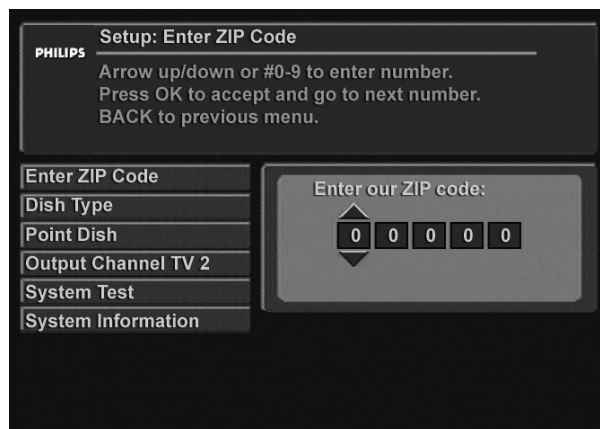 Setup: Enter ZIP Code
PHILIPS
Arrow up/down or #0-9 to enter number.
Press OK to accept and go to next number.
BACK to previous menu.
Enter ZIP Code
Dish Type
Point Dish
Output Channel TV 2
System Test
System Information
Enter our ZIP code:
0 0 0 0 0